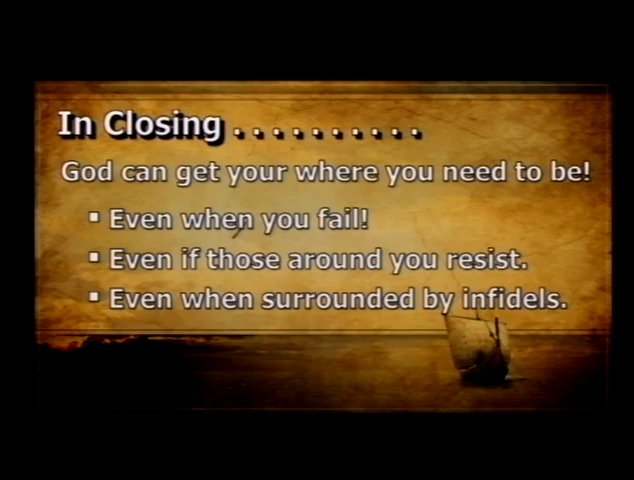 In Closing . . . . . . . . . .
God can get your where you need to be!
▪ Even when you fail!
▪ Even if those around you resist.
▪ Even when surrounded by infidels.